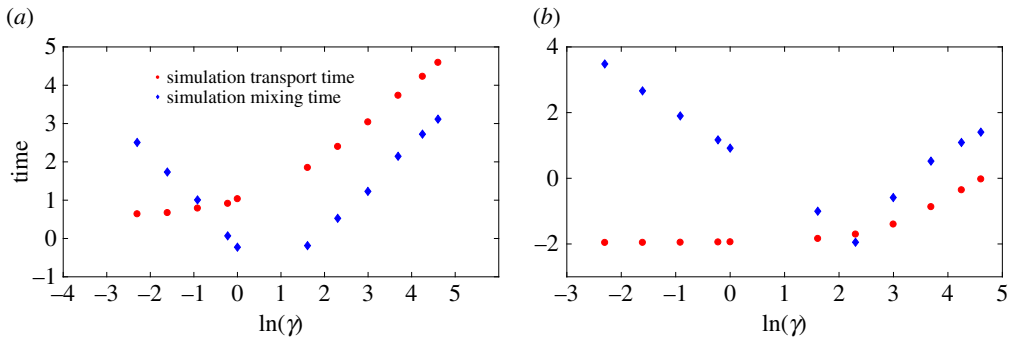 (a)
5
4
3
2
1
0
–1
time
simulation transport time
simulation mixing time
–4 –3 –2 –1 0 1 2 3 4 5
ln(γ)
(b)
4
2
0
–2
–4
–3 –2 –1 0 1 2 3 4 5
ln(γ)